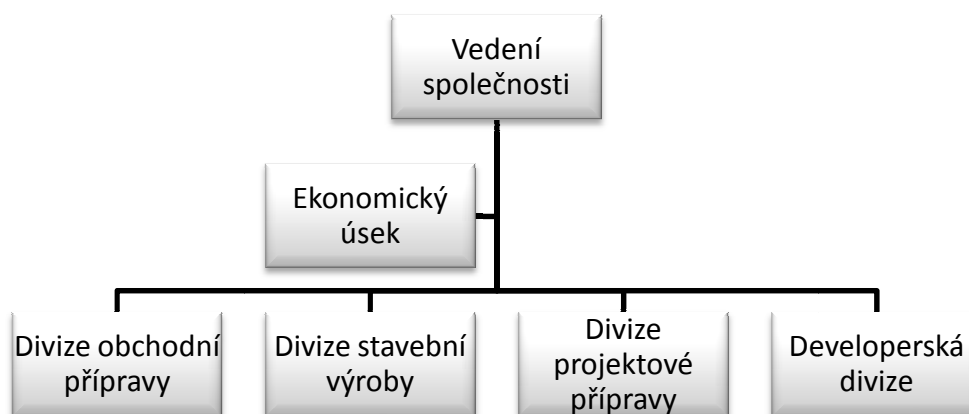 Vedení
společnosti
Ekonomický
úsek
Divize obchodní
přípravy
Divize stavební
výroby
Divize
projektové
přípravy
Developerská
divize